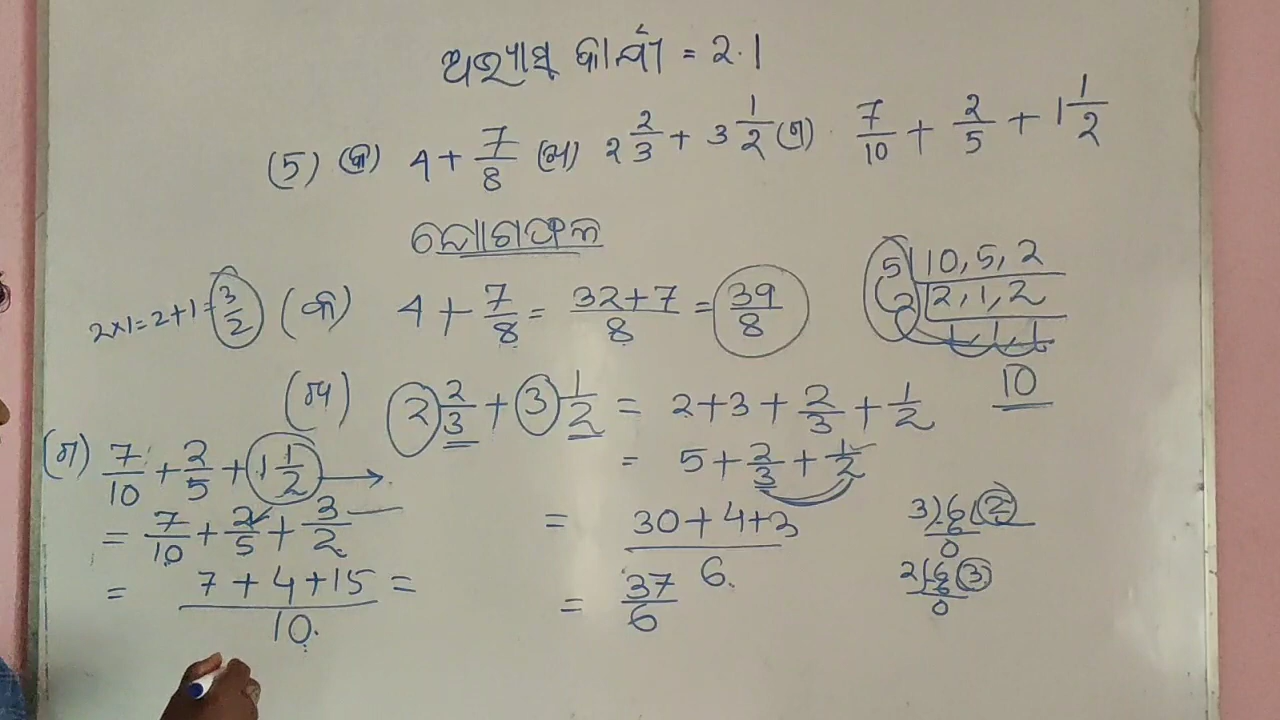 ଅଭ୍ୟାସ କାର୍ଯ୍ୟ = 2.1
(5) (କ) 4 + 7/8 (ଖ) 2 2/3 + 3 1/2 (ଗ) 7/10 + 2/5 + 1 1/2
ଯୋଗଫଳ
2×1=2+1=3/2
(କ) 4 + 7/8 = 32+7/8 = 39/8
5 | 10, 5, 2
2 | 2, 1, 2
1, 1, 1
10
(ଖ) 2 2/3 + 3 1/2 = 2+3+ 2/3 + 1/2
= 5 + 2/3 + 1/2
= 30+4+3/6
= 37/6
3)6(2
6
0
2)6(3
6
0
(ଗ) 7/10 + 2/5 + 1 1/2 →
= 7/10 + 2/5 + 3/2
= 7+4+15/10 =